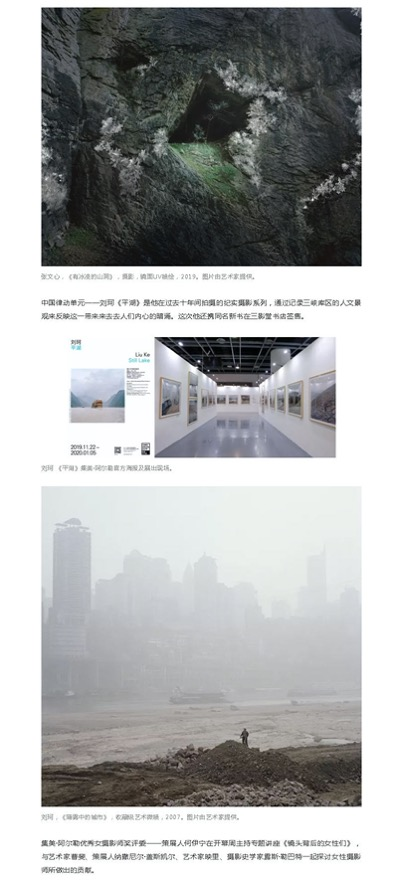 张文心，《有冰凌的山洞》，摄影，镜面UV喷绘，2019。图片由艺术家提供。
中国律动单元——刘珂《平湖》是他在过去十年间拍摄的纪实摄影系列，通过记录三峡库区的人文景
观来反映这一带来来去去人们内心的暗涌。这次他还携同名新书在三影堂书店签售。
刘珂
平湖
Liu Ke
Still Lake
2019.11.22 –
2020.01.05
刘珂 《平湖》集美·阿尔勒官方海报及展出现场。
刘珂，《隔窗中的城市》，收藏级艺术微喷，2007。图片由艺术家提供。
集美·阿尔勒优秀女摄影师奖评委——策展人何伊宁在开幕周主持专题讲座《镜头背后的女性们》，
与艺术家曹斐、策展人纳撒尼尔·盖斯凯尔、艺术家映里、摄影史学家露斯·勒巴特一起探讨女性摄影
师所做出的贡献。